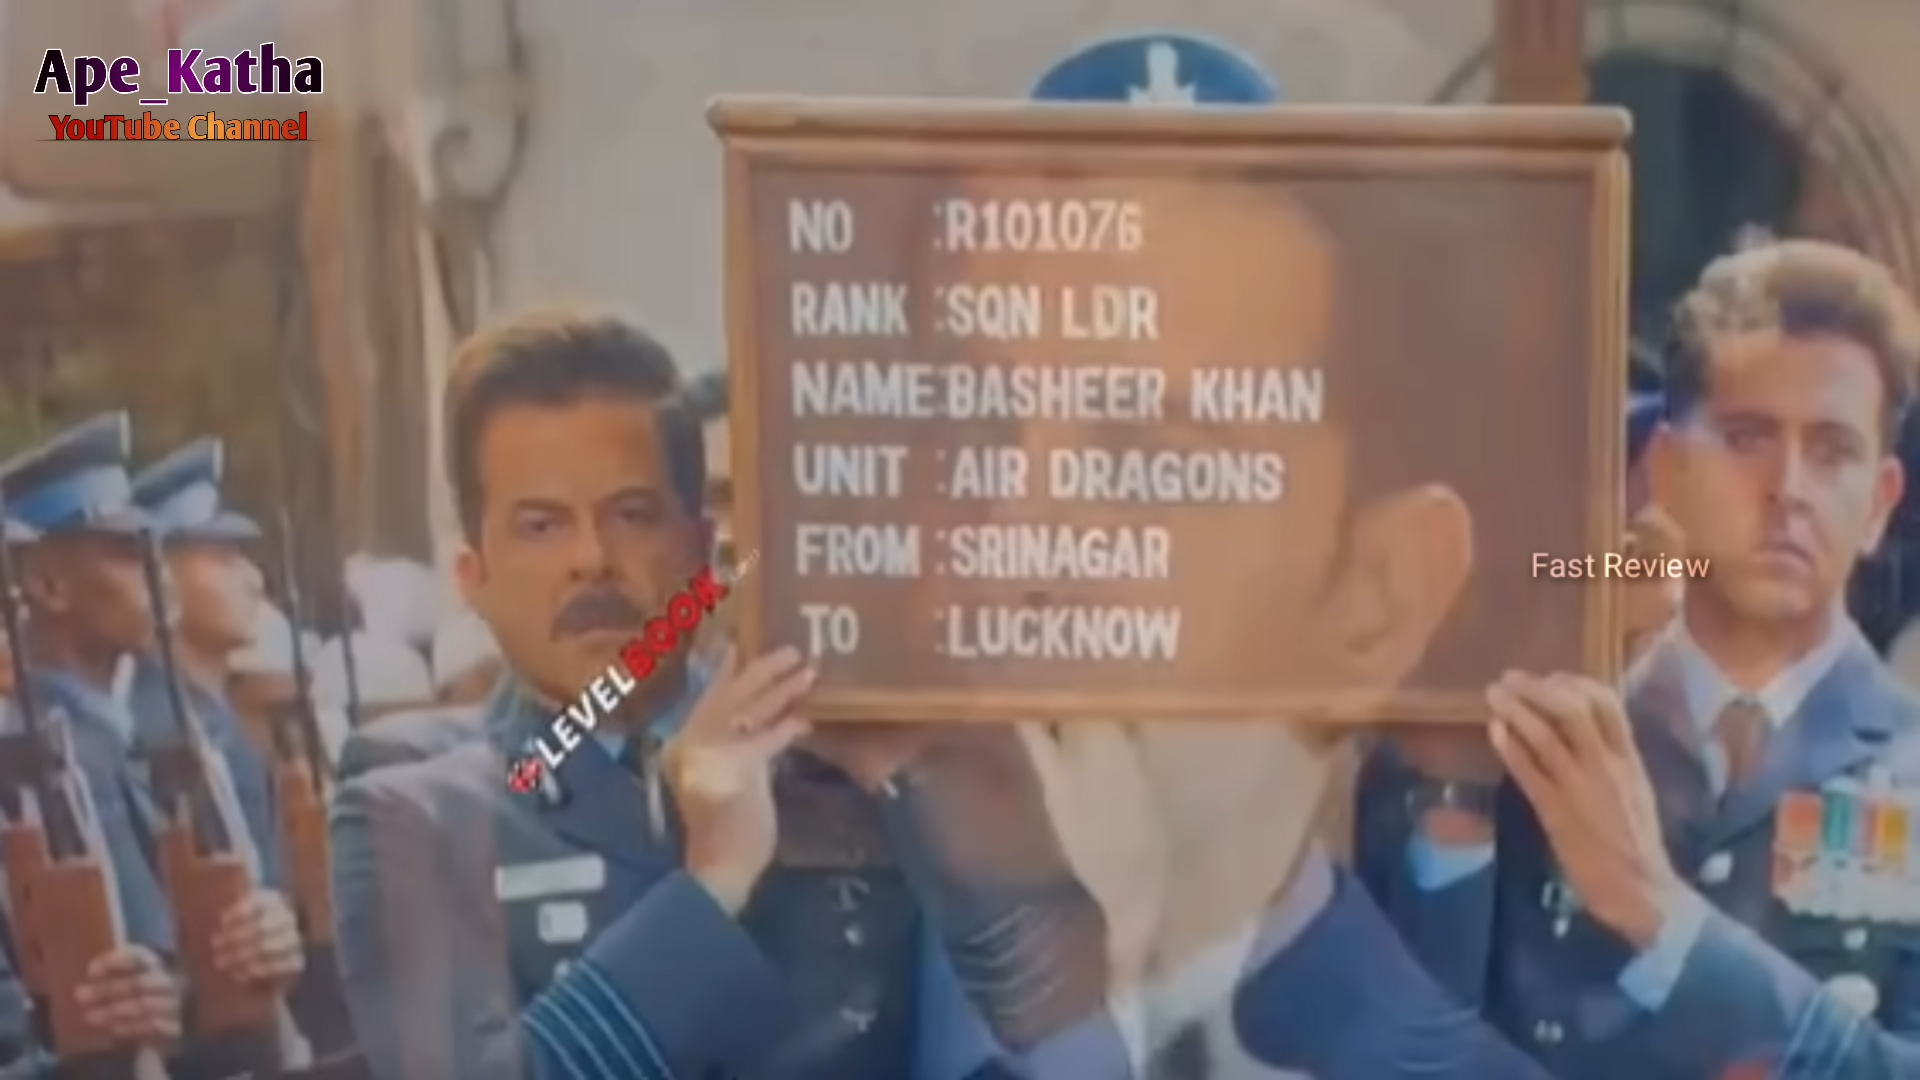 Ape_Katha
YouTube Channel
NO :R101076
RANK :SQN LDR
NAME:BASHEER KHAN
UNIT :AIR DRAGONS
FROM :SRINAGAR
TO :LUCKNOW
LEVELBOOK
Fast Review